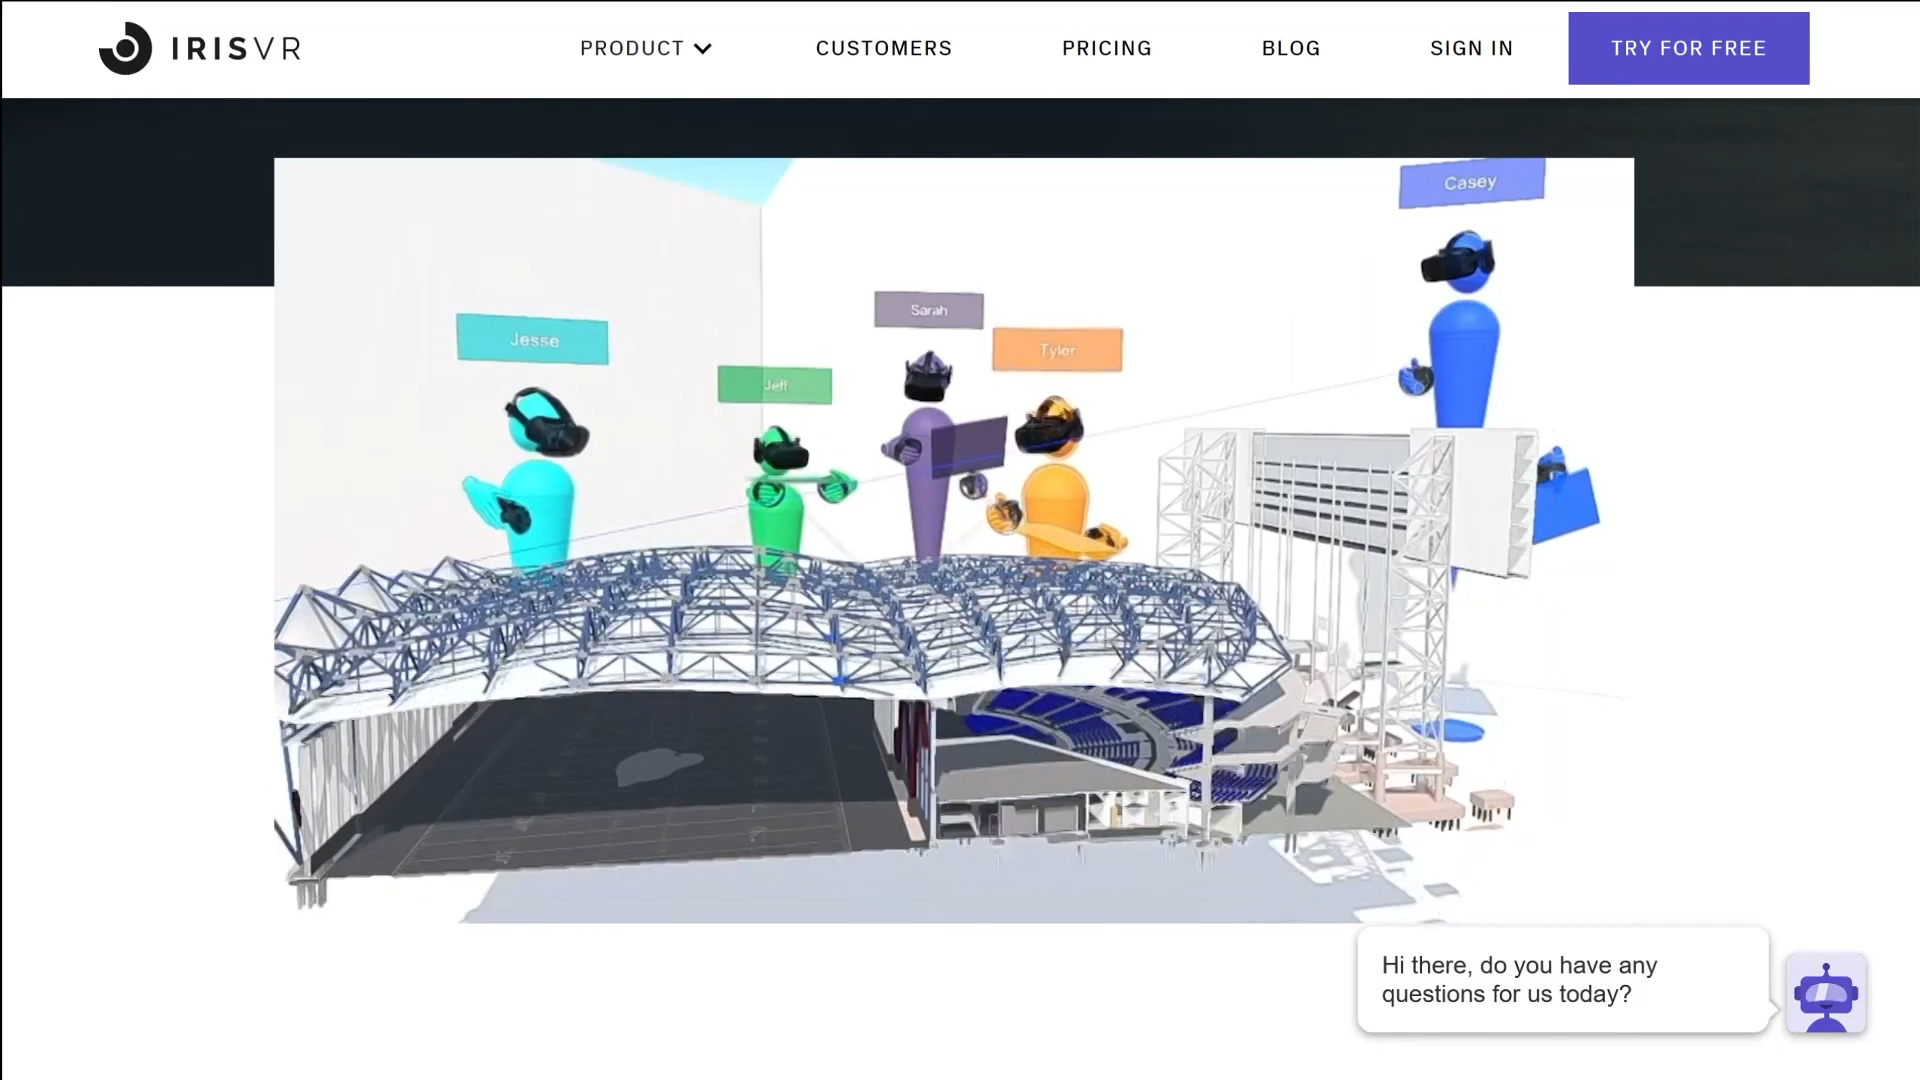 IRISVR
PRODUCT
CUSTOMERS
PRICING
BLOG
SIGN IN
TRY FOR FREE
Casey
Sarah
Jesse
Tyler
Jeff
Hi there, do you have any
questions for us today?